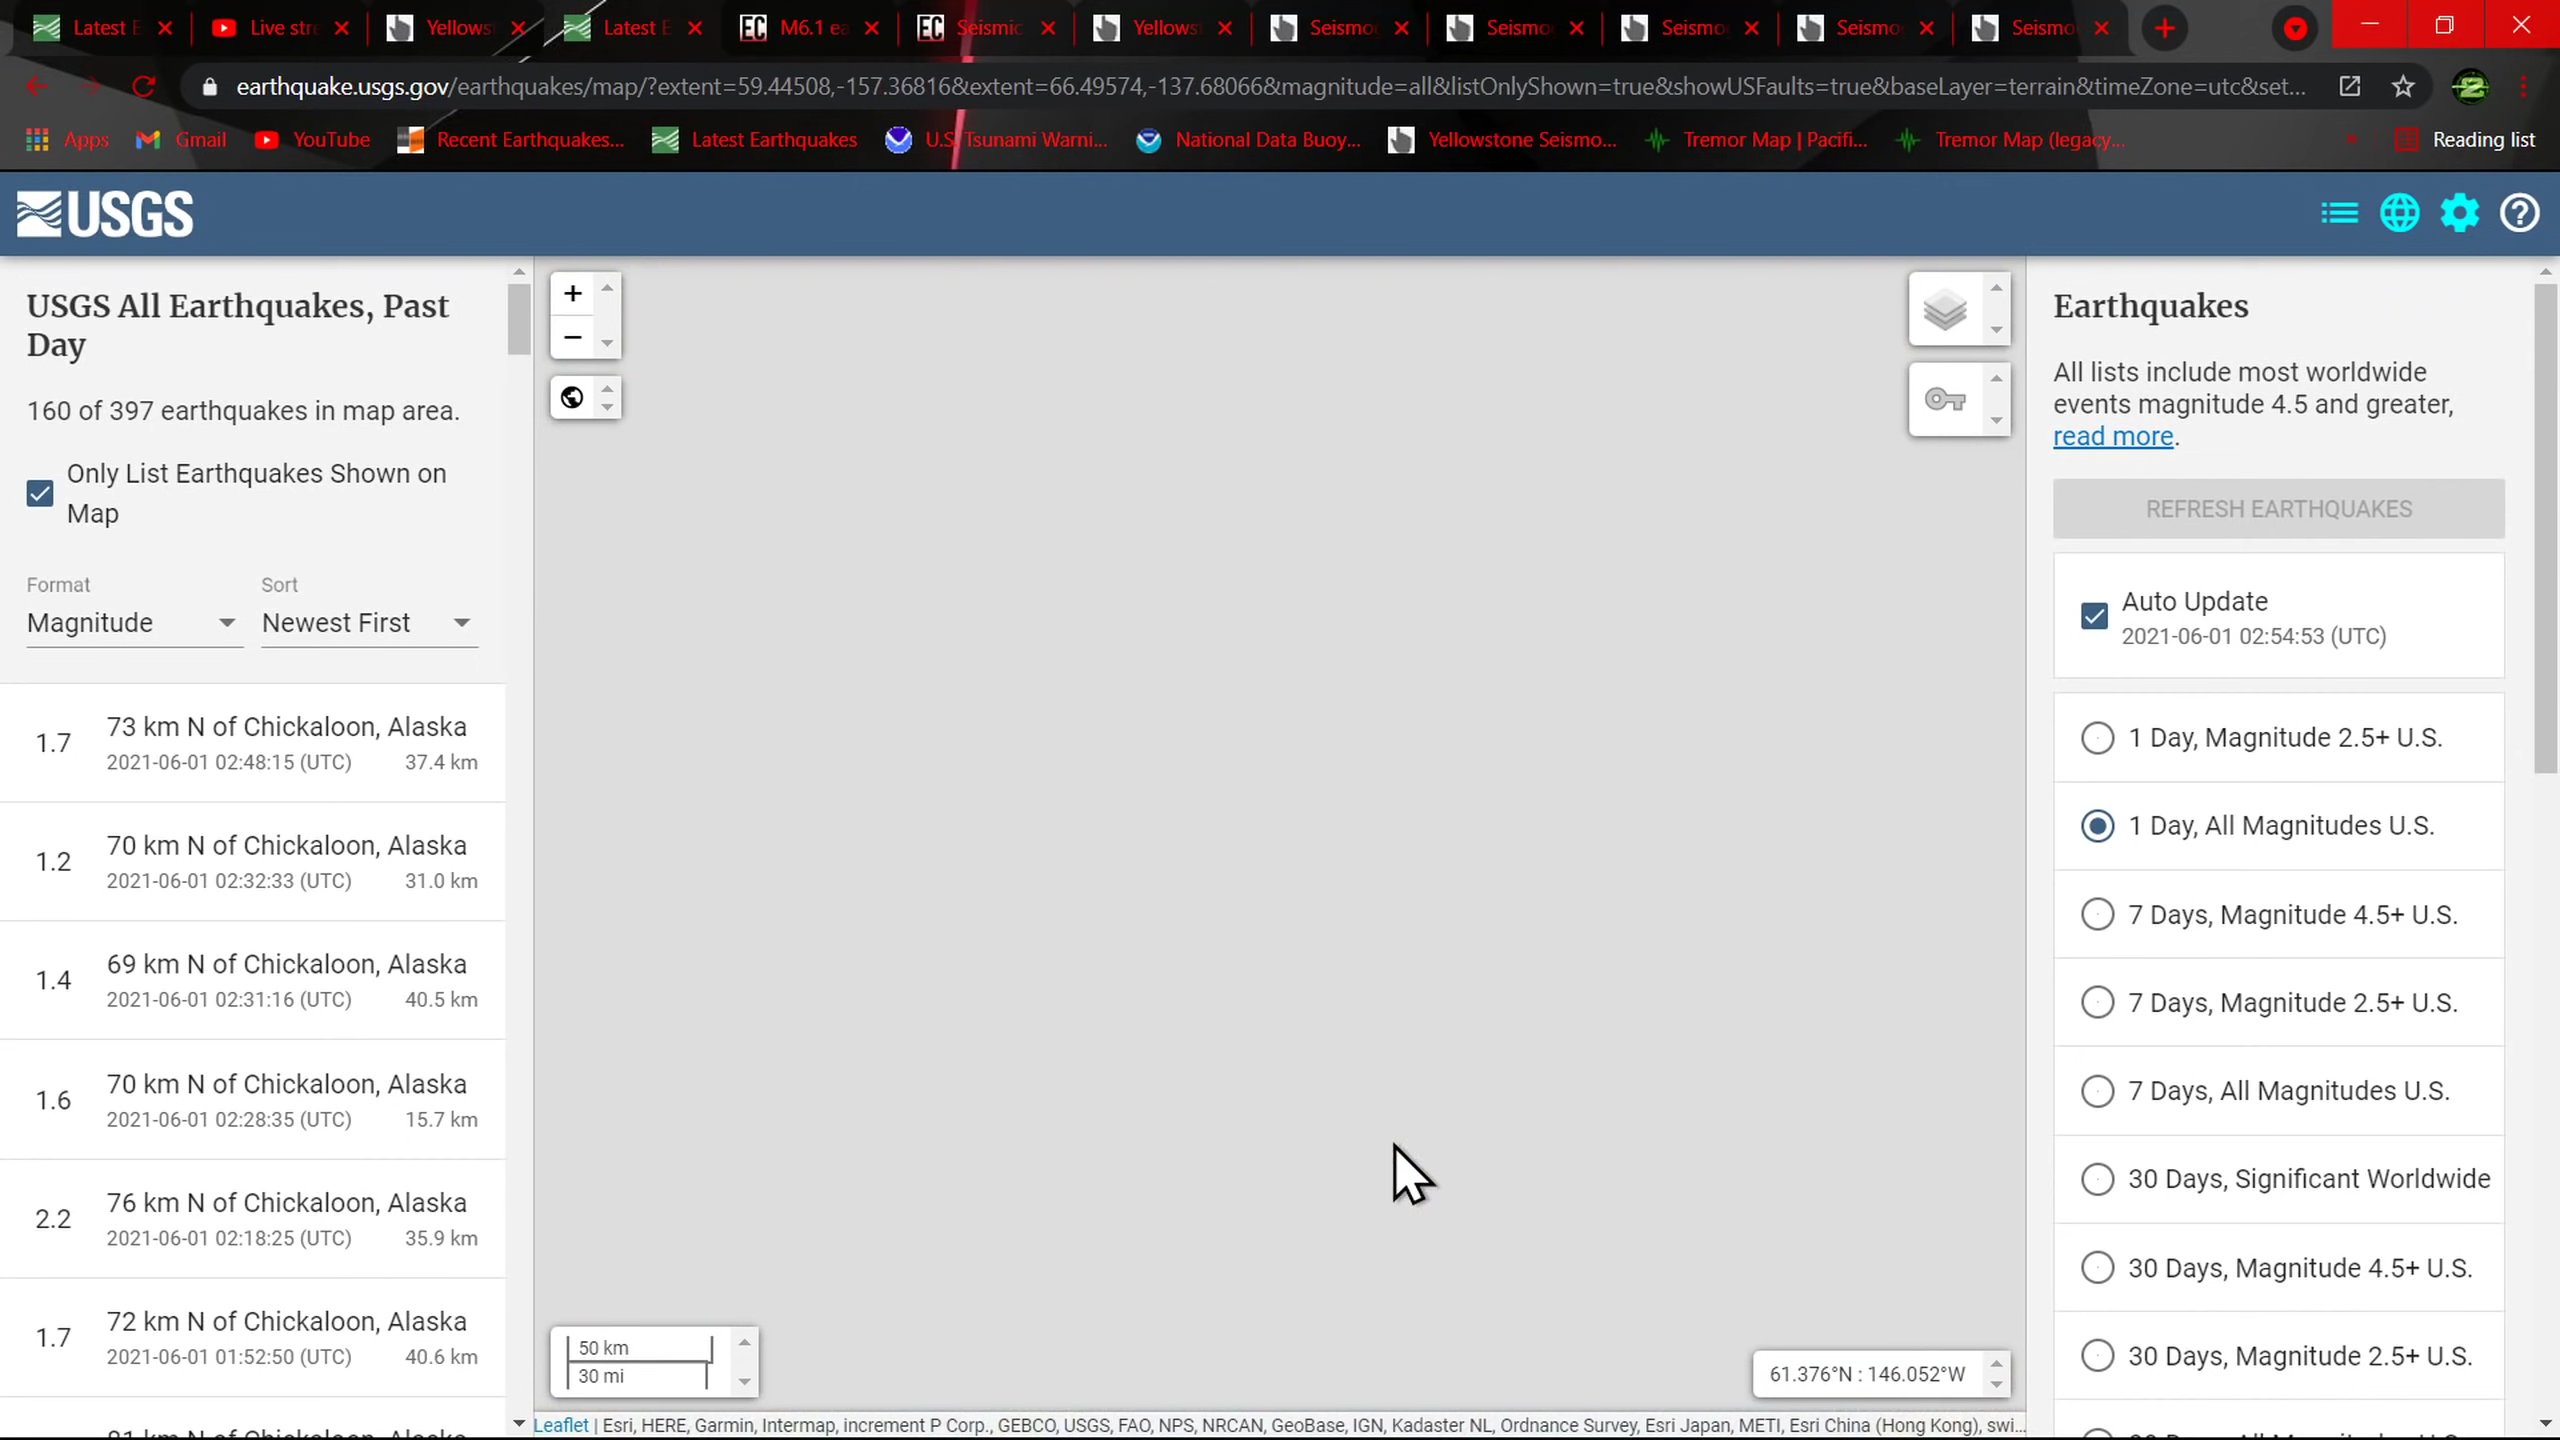 Latest E
Live stre
Yellows
Latest E
EC M6.1 ea
EC Seismic
Yellows
Seismo
Seismo
Seismo
Seismo
Seismo
earthquake.usgs.gov/earthquakes/map/?extent=59.44508,-157.36816&extent=66.49574,-137.68066&magnitude=all&listOnlyShown=true&showUSFaults=true&baseLayer=terrain&timeZone=utc&set...
Apps
Gmail
YouTube
Recent Earthquakes...
Latest Earthquakes
U.S. Tsunami Warni...
National Data Buoy...
Yellowstone Seismo...
Tremor Map | Pacifi...
Tremor Map (legacy...
Reading list
USGS
USGS All Earthquakes, Past
Day
160 of 397 earthquakes in map area.
Only List Earthquakes Shown on
Map
Format
Sort
Magnitude
Newest First
1.7
73 km N of Chickaloon, Alaska
2021-06-01 02:48:15 (UTC) 37.4 km
1.2
70 km N of Chickaloon, Alaska
2021-06-01 02:32:33 (UTC) 31.0 km
1.4
69 km N of Chickaloon, Alaska
2021-06-01 02:31:16 (UTC) 40.5 km
1.6
70 km N of Chickaloon, Alaska
2021-06-01 02:28:35 (UTC) 15.7 km
2.2
76 km N of Chickaloon, Alaska
2021-06-01 02:18:25 (UTC) 35.9 km
1.7
72 km N of Chickaloon, Alaska
2021-06-01 01:52:50 (UTC) 40.6 km
+
−
50 km
30 mi
61.376°N : 146.052°W
Leaflet | Esri, HERE, Garmin, Intermap, increment P Corp., GEBCO, USGS, FAO, NPS, NRCAN, GeoBase, IGN, Kadaster NL, Ordnance Survey, Esri Japan, METI, Esri China (Hong Kong), swi...
Earthquakes
All lists include most worldwide
events magnitude 4.5 and greater,
read more.
REFRESH EARTHQUAKES
Auto Update
2021-06-01 02:54:53 (UTC)
1 Day, Magnitude 2.5+ U.S.
1 Day, All Magnitudes U.S.
7 Days, Magnitude 4.5+ U.S.
7 Days, Magnitude 2.5+ U.S.
7 Days, All Magnitudes U.S.
30 Days, Significant Worldwide
30 Days, Magnitude 4.5+ U.S.
30 Days, Magnitude 2.5+ U.S.